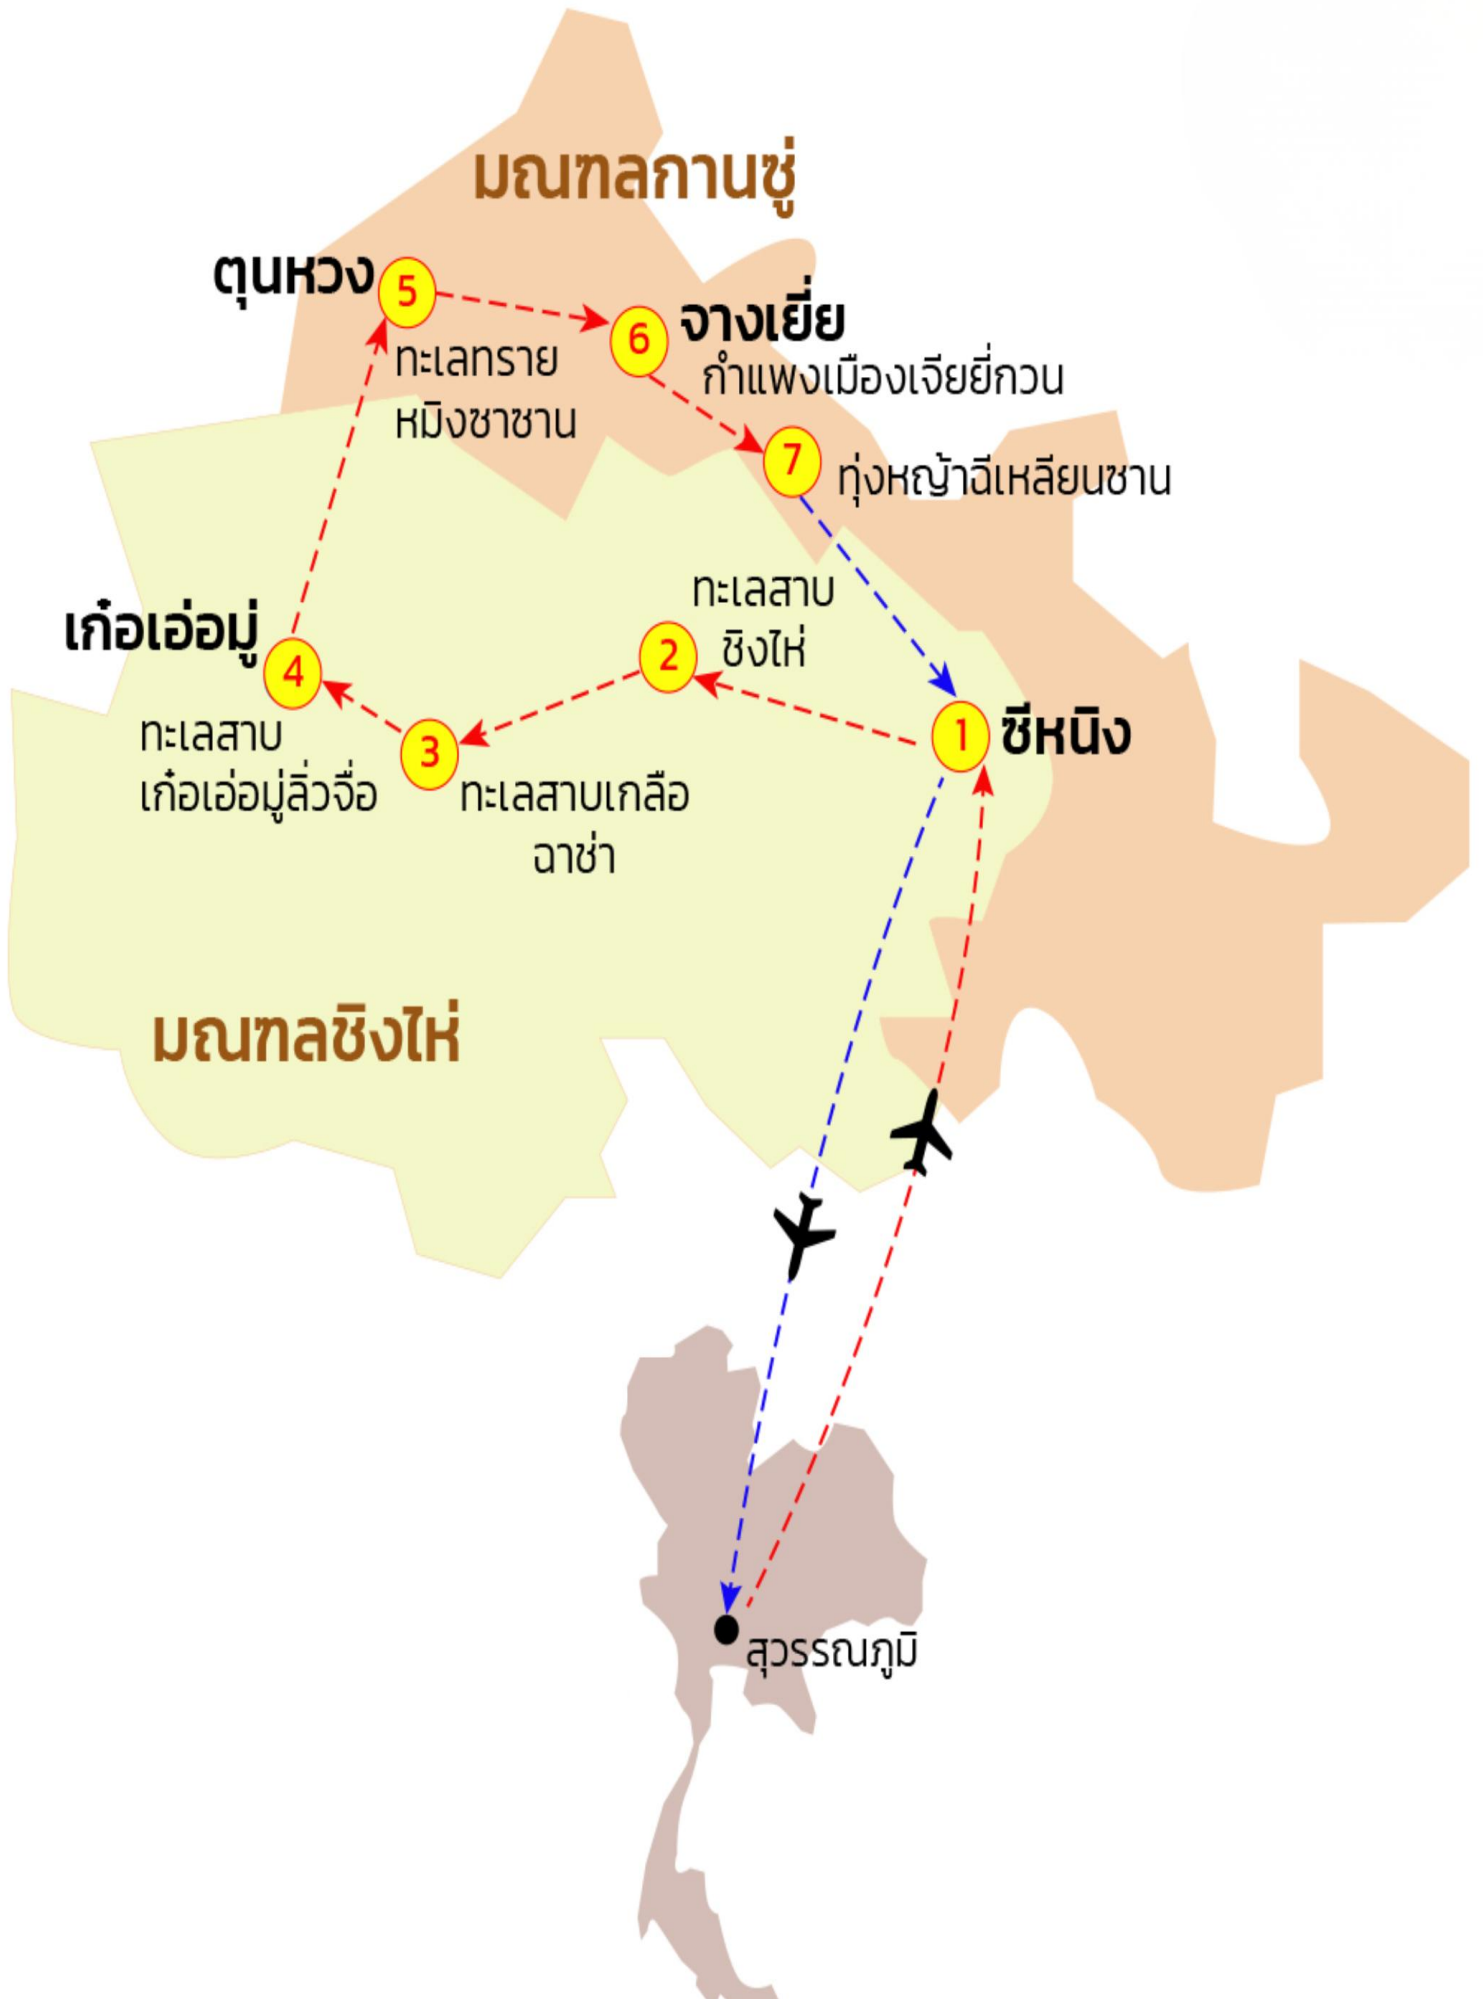 มณฑลกานซู่
ตุนหวง
5
ทะเลทราย
หมิงซาซาน
6
จางเยี่ย
กำแพงเมืองเจียยี่กวน
7
ทุ่งหญ้าฉีเหลียนซาน
ทะเลสาบ
ชิงไห่
2
เก๋อเอ่อมู่
4
ทะเลสาบ
เก๋อเอ่อมู่ลิ่วจื่อ
3
ทะเลสาบเกลือ
ฉาช่า
1
ซีหนิง
มณฑลชิงไห่
สุวรรณภูมิ